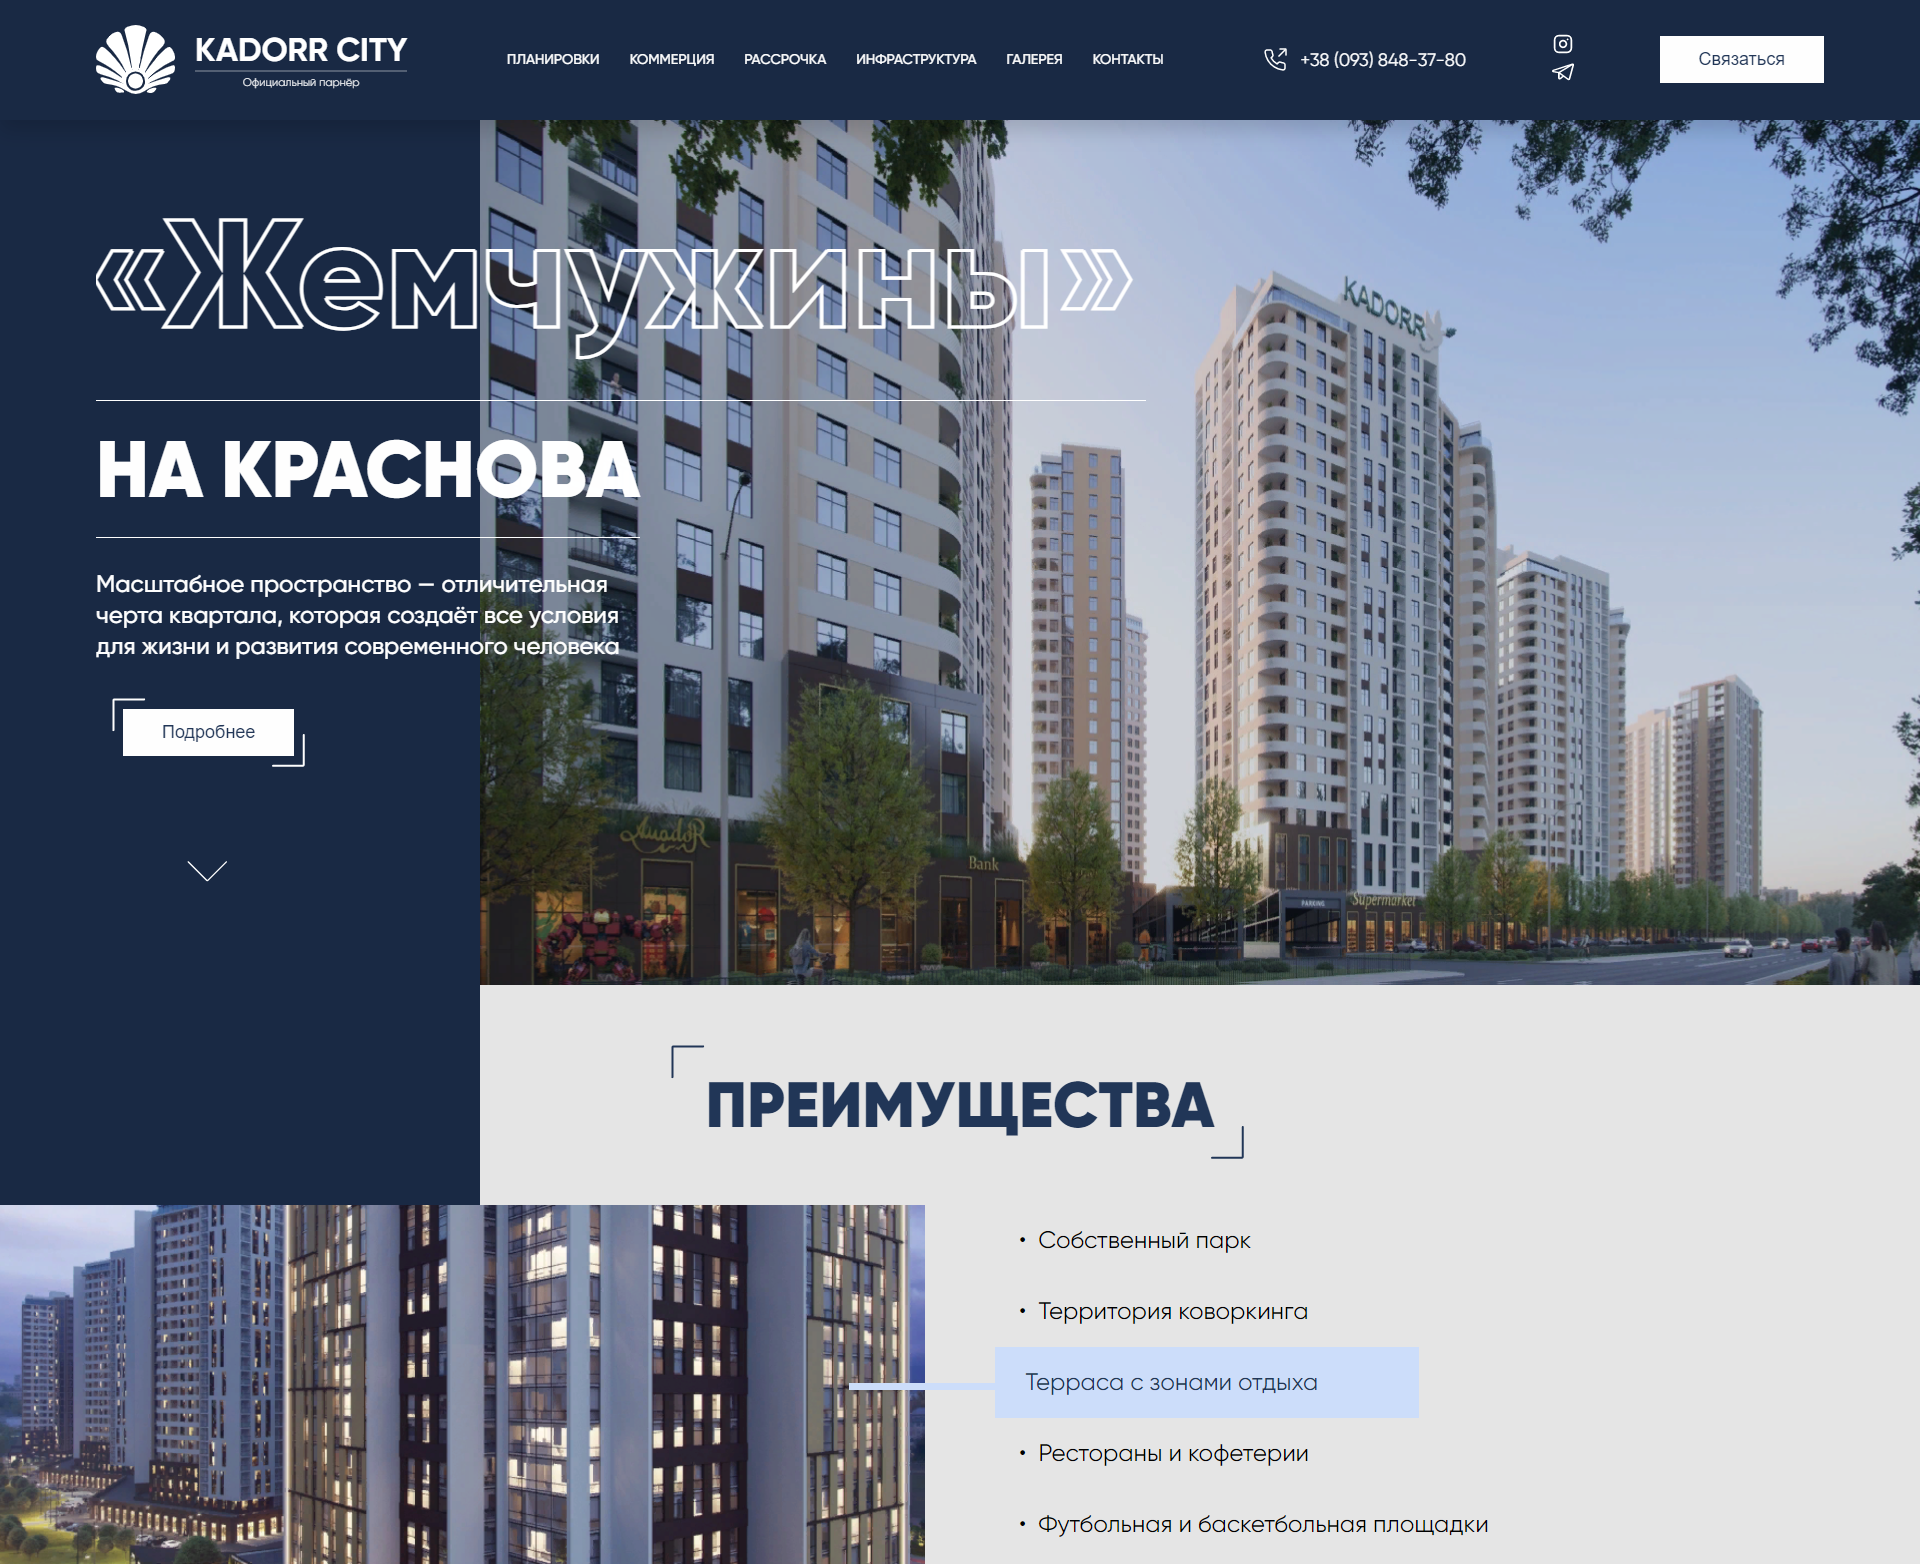 KADORR CITY
Официальный парнёр
ПЛАНИРОВКИ
КОММЕРЦИЯ
РАССРОЧКА
ИНФРАСТРУКТУРА
ГАЛЕРЕЯ
КОНТАКТЫ
+38 (093) 848-37-80
Связаться
«Жемчужины»
KADORR
НА КРАСНОВА
Масштабное пространство — отличительная
черта квартала, которая создаёт все условия
для жизни и развития современного человека
Подробнее
Bank
PARKING
Supermarket
ПРЕИМУЩЕСТВА
• Собственный парк
• Территория коворкинга
Терраса с зонами отдыха
• Рестораны и кофетерии
• Футбольная и баскетбольная площадки